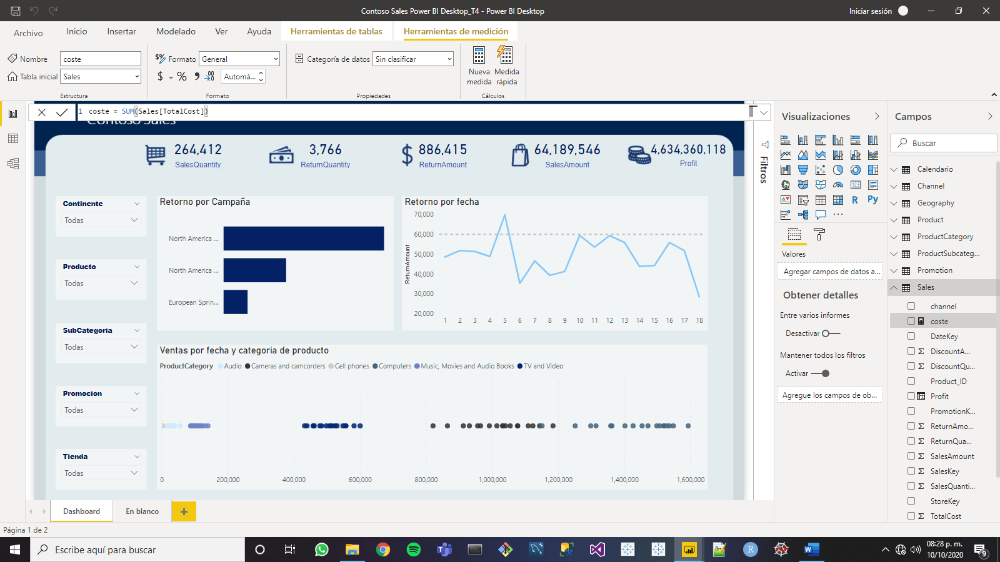 Contoso Sales Power BI Desktop_T4 - Power BI Desktop
Iniciar sesión
Archivo
Inicio
Insertar
Modelado
Ver
Ayuda
Herramientas de tablas
Herramientas de medición
Nombre
coste
Tabla inicial
Sales
Estructura
Formato
General
$
%
Automá...
Formato
Categoría de datos
Sin clasificar
Propiedades
Nueva medida
Medida rápida
Cálculos
1 coste = SUM(Sales[TotalCost])
Contoso Sales
264,412
SalesQuantity
3,766
ReturnQuantity
886,415
ReturnAmount
64,189,546
SalesAmount
4,634,360,118
Profit
Continente
Todas
Producto
Todas
SubCategoria
Todas
Promocion
Todas
Tienda
Todas
Retorno por Campaña
North America ...
North America ...
European Sprin...
Retorno por fecha
ReturnAmount
70,000
60,000
50,000
40,000
30,000
20,000
1 2 3 4 5 6 7 8 9 10 11 12 13 14 15 16 17 18
Ventas por fecha y categoria de producto
ProductCategory Audio Cameras and camcorders Cell phones Computers Music, Movies and Audio Books TV and Video
0 200,000 400,000 600,000 800,000 1,000,000 1,200,000 1,400,000 1,600,000
Filtros
Visualizaciones
R
Py
Valores
Agregar campos de datos a...
Obtener detalles
Entre varios informes
Desactivar
Mantener todos los filtros
Activar
Agregue los campos de ob...
Campos
Buscar
Calendario
Channel
Geography
Product
ProductCategory
ProductSubcateg...
Promotion
Sales
channel
coste
DateKey
DiscountA...
DiscountQu...
Product_ID
Profit
PromotionK...
ReturnAmo...
ReturnQua...
SalesAmount
SalesKey
SalesQuanti...
StoreKey
TotalCost
Dashboard
En blanco
Página 1 de 2
Escribe aquí para buscar
08:28 p. m.
10/10/2020
9